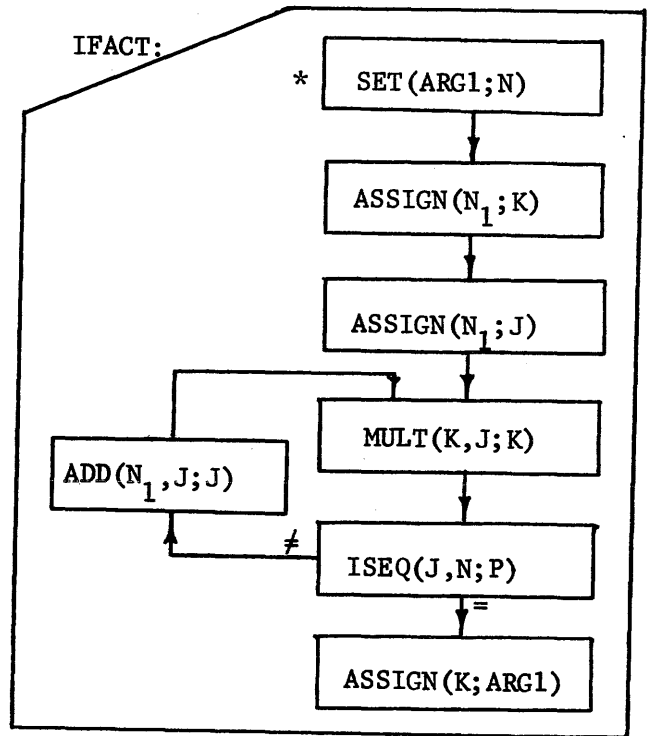 IFACT:
* SET(ARG1;N)
ASSIGN(N₁;K)
ASSIGN(N₁;J)
MULT(K,J;K)
ADD(N₁,J;J)
≠
ISEQ(J,N;P)
=
ASSIGN(K;ARG1)